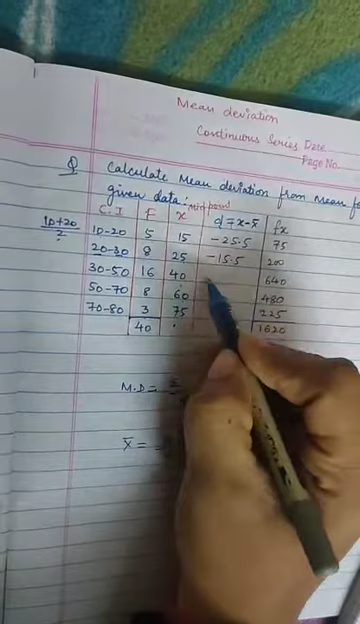 Mean deviation
Continuous Series Date
Page No.
Q Calculate Mean deviation from Mean fo
given data:
C.I F x mid point d=x-x̄ fx
10+20
2
10-20 5 15 -25.5 75
20-30 8 25 -15.5 200
30-50 16 40 640
50-70 8 60 480
70-80 3 75 225
40 1620
M.D = Σ
x̄ =